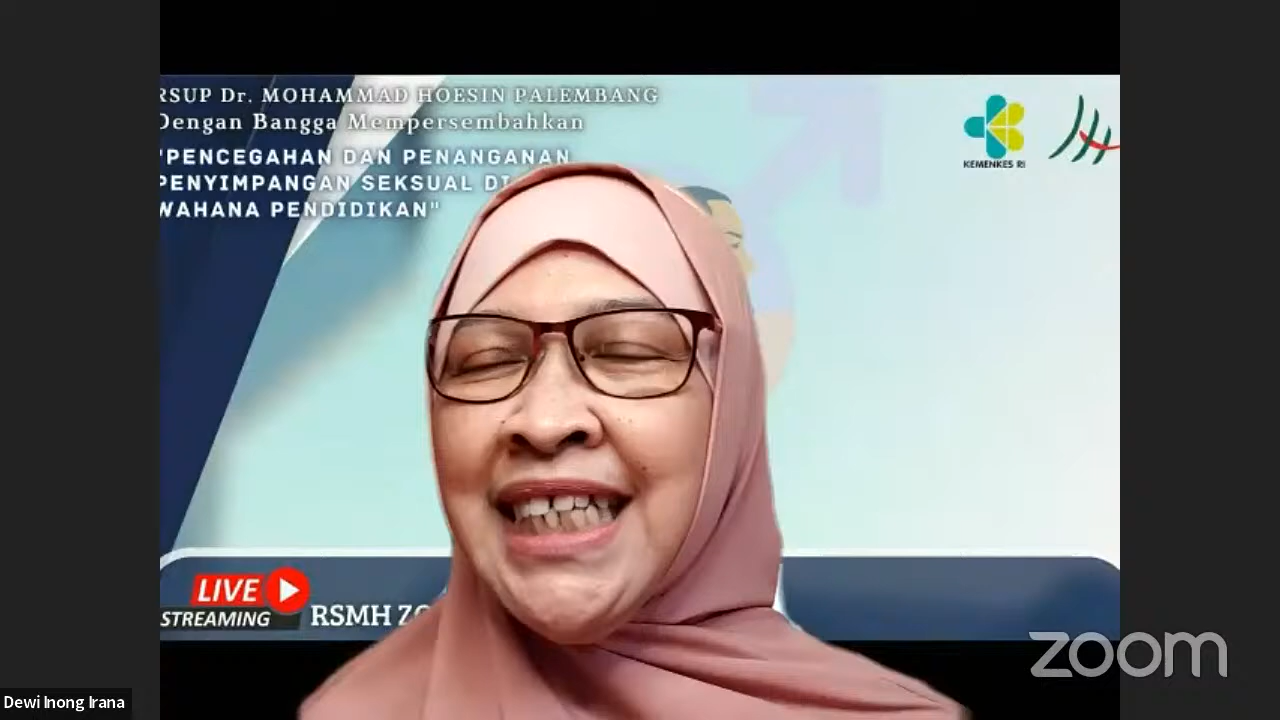 RSUP Dr. MOHAMMAD HOESIN PALEMBANG
Dengan Bangga Mempersembahkan
"PENCEGAHAN DAN PENANGANAN
PENYIMPANGAN SEKSUAL DI
WAHANA PENDIDIKAN"
KEMENKES RI
LIVE
STREAMING
RSMH
zoom
Dewi Inong Irana